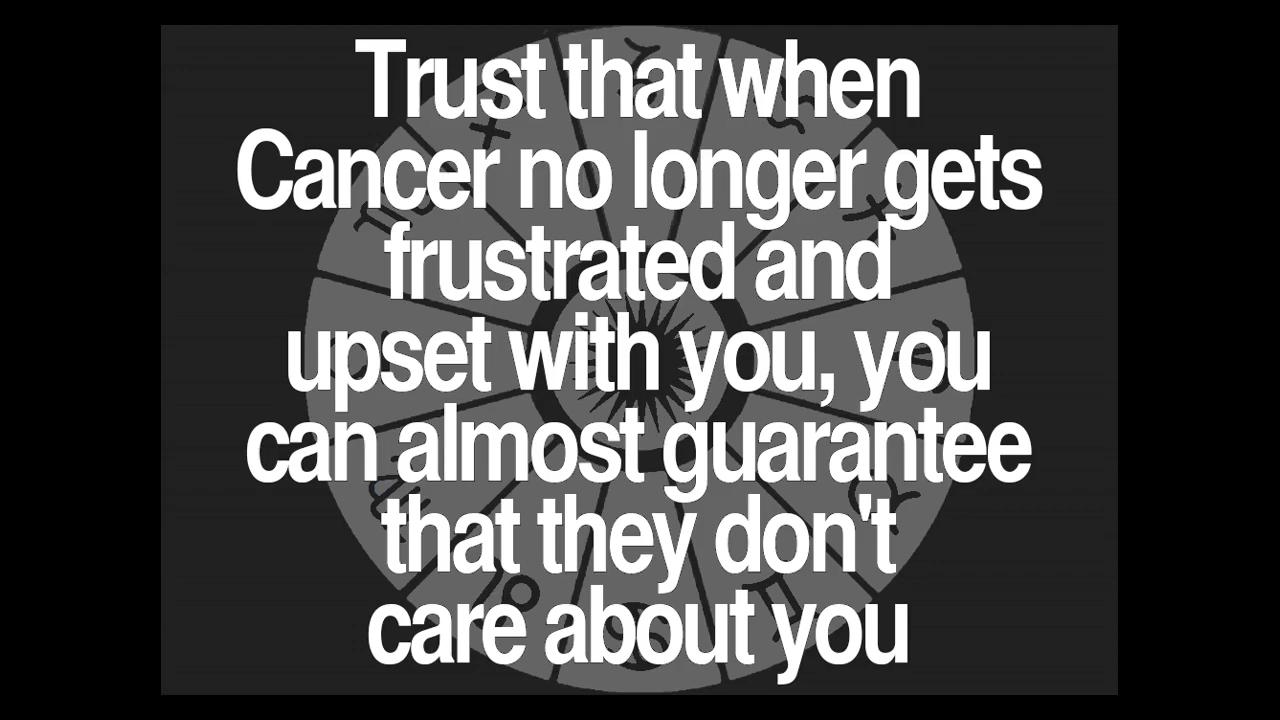 Trust that when
Cancer no longer gets
frustrated and
upset with you, you
can almost guarantee
that they don't
care about you